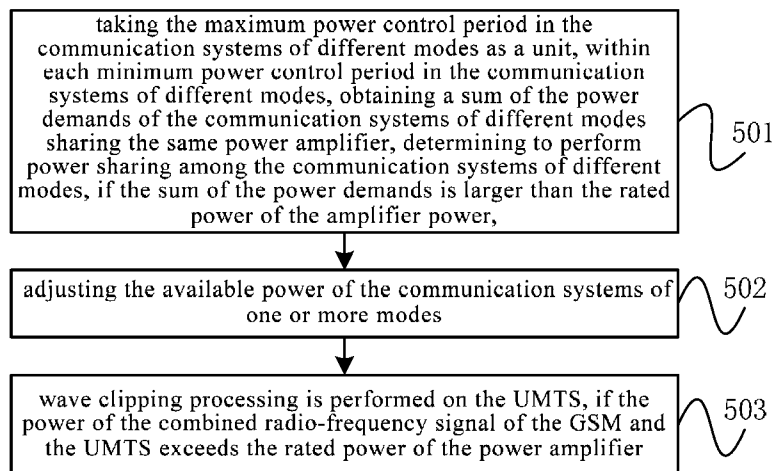 taking the maximum power control period in the
communication systems of different modes as a unit, within
each minimum power control period in the communication
systems of different modes, obtaining a sum of the power
demands of the communication systems of different modes
sharing the same power amplifier, determining to perform
power sharing among the communication systems of different
modes, if the sum of the power demands is larger than the rated
power of the amplifier power,
501
adjusting the available power of the communication systems of
one or more modes
502
wave clipping processing is performed on the UMTS, if the
power of the combined radio-frequency signal of the GSM and
the UMTS exceeds the rated power of the power amplifier
503